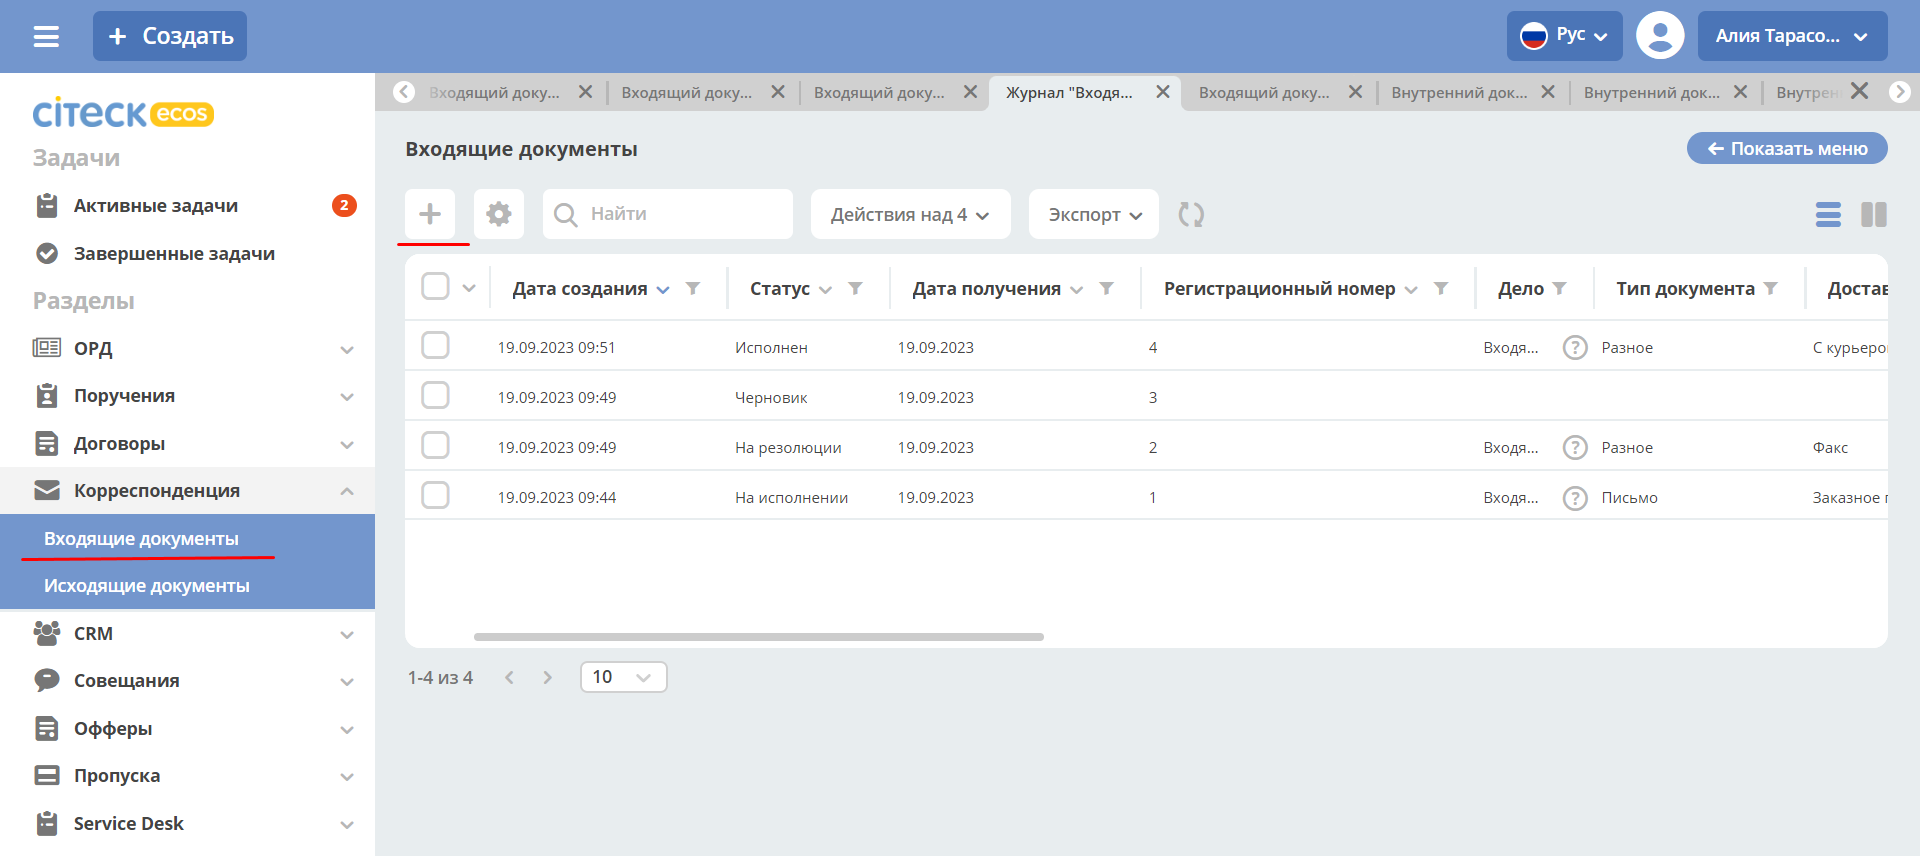 + Создать
Рус
Алия Тарасо...
citeck ecos
Задачи
Активные задачи
2
Завершенные задачи
Разделы
ОРД
Поручения
Договоры
Корреспонденция
Входящие документы
Исходящие документы
CRM
Совещания
Офферы
Пропуска
Service Desk
Входящий доку... Входящий доку... Входящий доку... Журнал "Входя... Входящий доку... Внутренний док... Внутренний док... Внутрен
Входящие документы
← Показать меню
Найти
Действия над 4
Экспорт
Дата создания Статус Дата получения Регистрационный номер Дело Тип документа Достав
19.09.2023 09:51 Исполнен 19.09.2023 4 Входя... ? Разное С курьеро
19.09.2023 09:49 Черновик 19.09.2023 3
19.09.2023 09:49 На резолюции 19.09.2023 2 Входя... ? Разное Факс
19.09.2023 09:44 На исполнении 19.09.2023 1 Входя... ? Письмо Заказное п
1-4 из 4
10